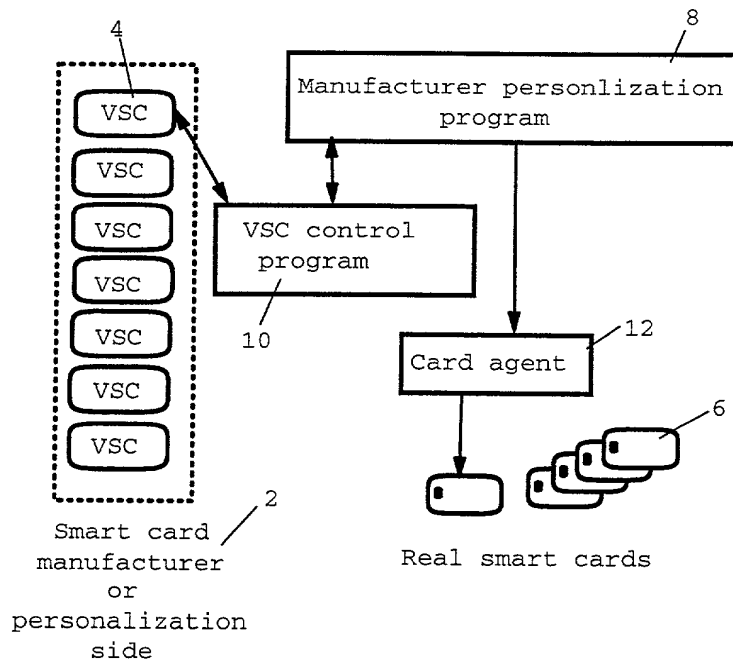 4
8
VSC
VSC
VSC
VSC
VSC
VSC
VSC
Manufacturer personlization
program
VSC control
program
10
12
Card agent
6
2
Smart card
manufacturer
or
personalization
side
Real smart cards